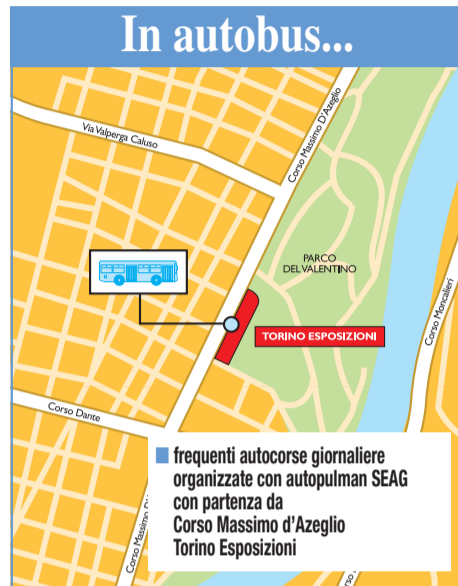 In autobus...
Via Valperga Caluso
Corso Massimo D'Azeglio
PARCO
DEL VALENTINO
TORINO ESPOSIZIONI
Corso Moncalieri
Corso Dante
frequenti autocorse giornaliere
organizzate con autopulman SEAG
con partenza da
Corso Massimo d'Azeglio
Torino Esposizioni